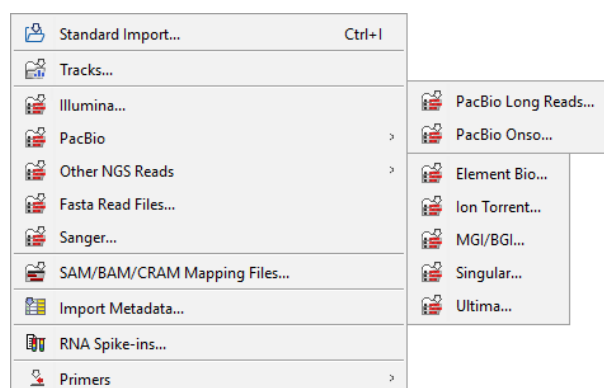 Standard Import... Ctrl+I
Tracks...
Illumina...
PacBio
Other NGS Reads
Fasta Read Files...
Sanger...
SAM/BAM/CRAM Mapping Files...
Import Metadata...
RNA Spike-ins...
Primers
PacBio Long Reads...
PacBio Onso...
Element Bio...
Ion Torrent...
MGI/BGI...
Singular...
Ultima...